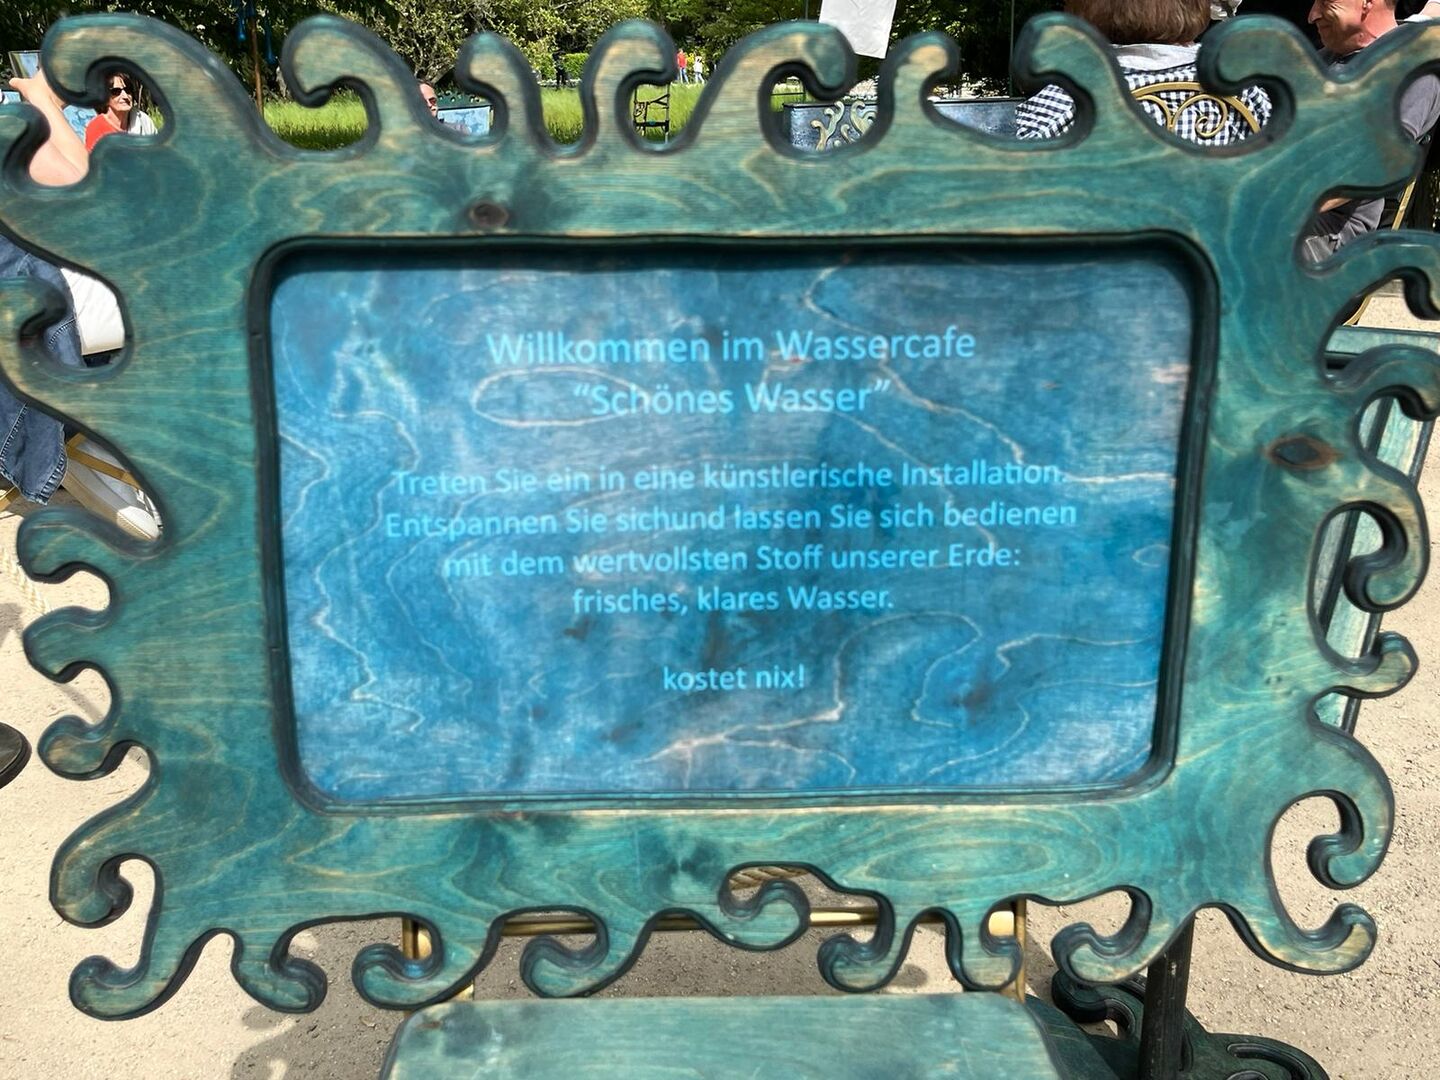 Willkommen im Wassercafe
“Schönes Wasser”
Treten Sie ein in eine künstlerische Installation.
Entspannen Sie sichund lassen Sie sich bedienen
mit dem wertvollsten Stoff unserer Erde:
frisches, klares Wasser.
kostet nix!